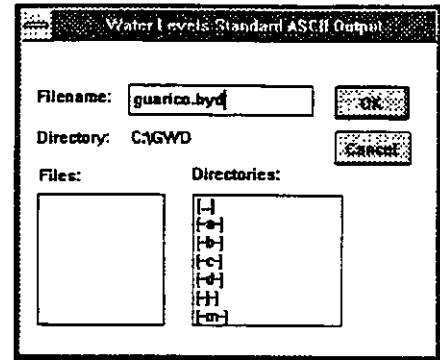 Water Levels Standard ASCII Output
Filename: guarico.hyd
OK
Directory: C:\GWD
Cancel
Files: Directories:
[..]
[-a-]
[-b-]
[-c-]
[-d-]
[-l-]
[-m-]